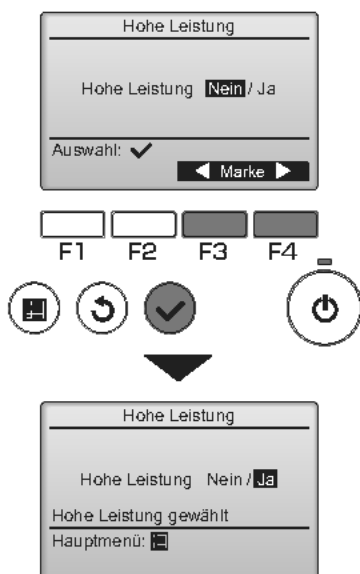 Hohe Leistung
Hohe Leistung Nein / Ja
Auswahl: ✓
◀ Marke ▶
F1 F2 F3 F4
Hohe Leistung
Hohe Leistung Nein / Ja
Hohe Leistung gewählt
Hauptmenü: